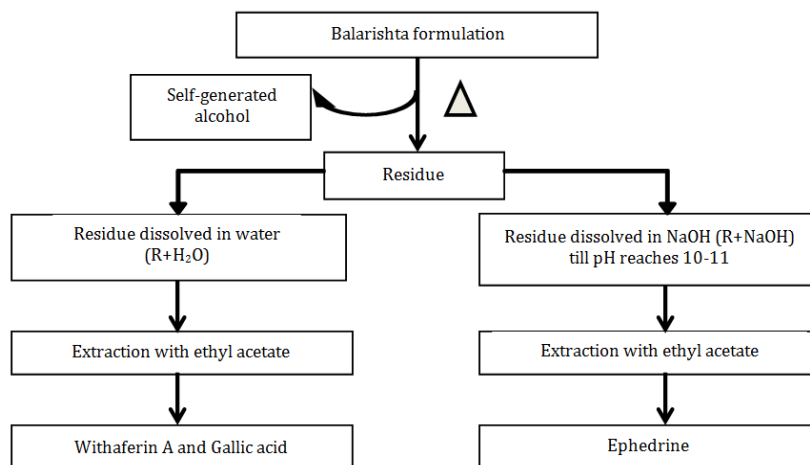 Balarishta formulation
Self-generated
alcohol
Residue
Residue dissolved in water
(R+H₂O)
Residue dissolved in NaOH (R+NaOH)
till pH reaches 10-11
Extraction with ethyl acetate
Extraction with ethyl acetate
Withaferin A and Gallic acid
Ephedrine